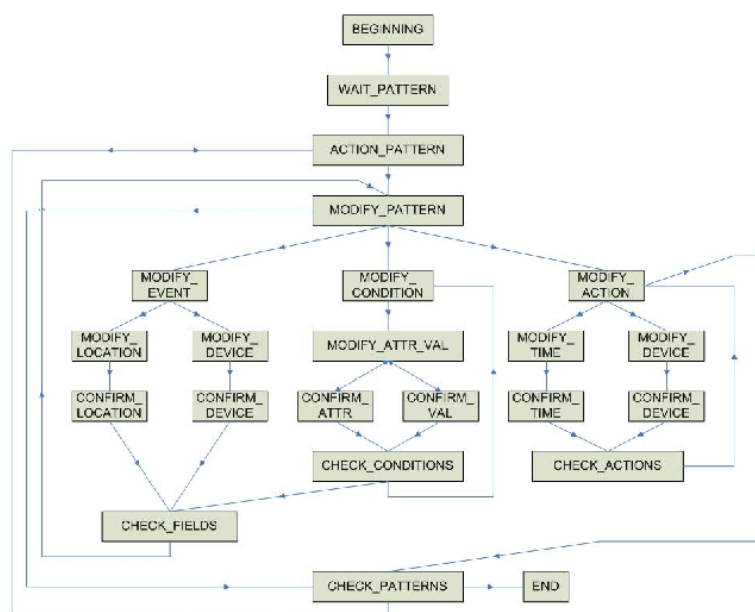 BEGINNING
WAIT_PATTERN
ACTION_PATTERN
MODIFY_PATTERN
MODIFY_
EVENT
MODIFY_
CONDITION
MODIFY_
ACTION
MODIFY_
LOCATION
MODIFY_
DEVICE
MODIFY_ATTR_VAL
MODIFY_
TIME
MODIFY_
DEVICE
CONFIRM_
LOCATION
CONFIRM_
DEVICE
CONFIRM_
ATTR
CONFIRM_
VAL
CONFIRM_
TIME
CONFIRM_
DEVICE
CHECK_CONDITIONS
CHECK_ACTIONS
CHECK_FIELDS
CHECK_PATTERNS
END